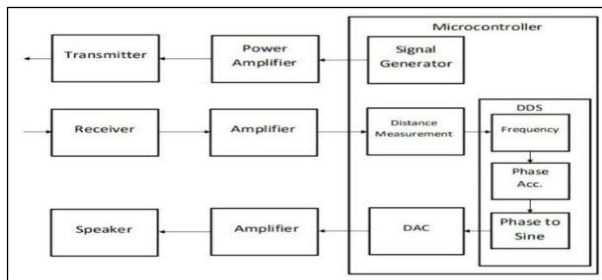 Microcontroller
Transmitter
Power
Amplifier
Signal
Generator
DDS
Receiver
Amplifier
Distance
Measurement
Frequency
Phase
Acc.
Speaker
Amplifier
DAC
Phase to
Sine